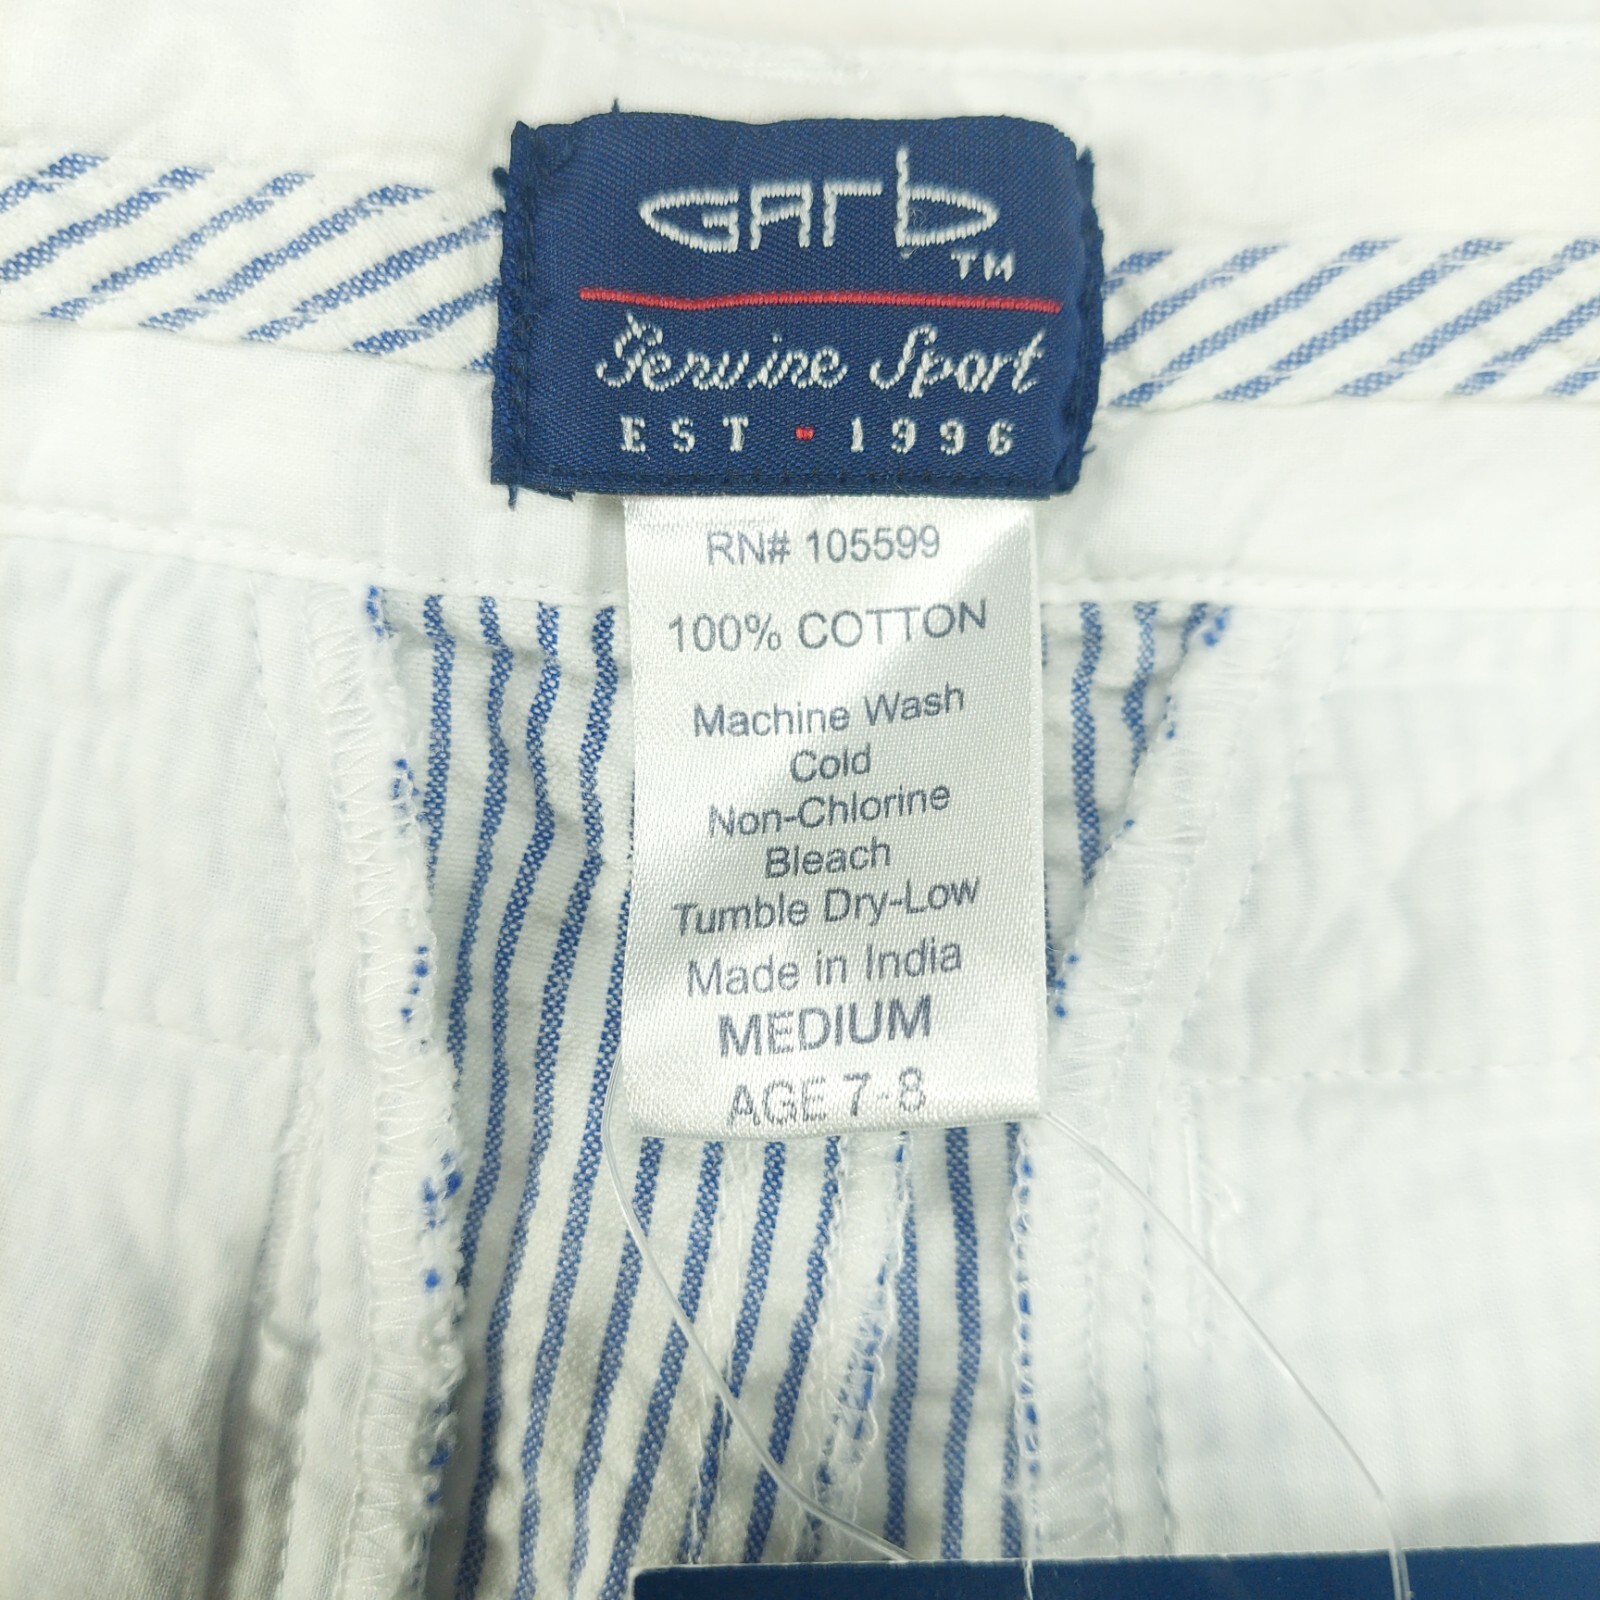 Garb
TM
Genuine Sport
EST • 1996
RN# 105599
100% COTTON
Machine Wash
Cold
Non-Chlorine
Bleach
Tumble Dry-Low
Made in India
MEDIUM
AGE 7-8